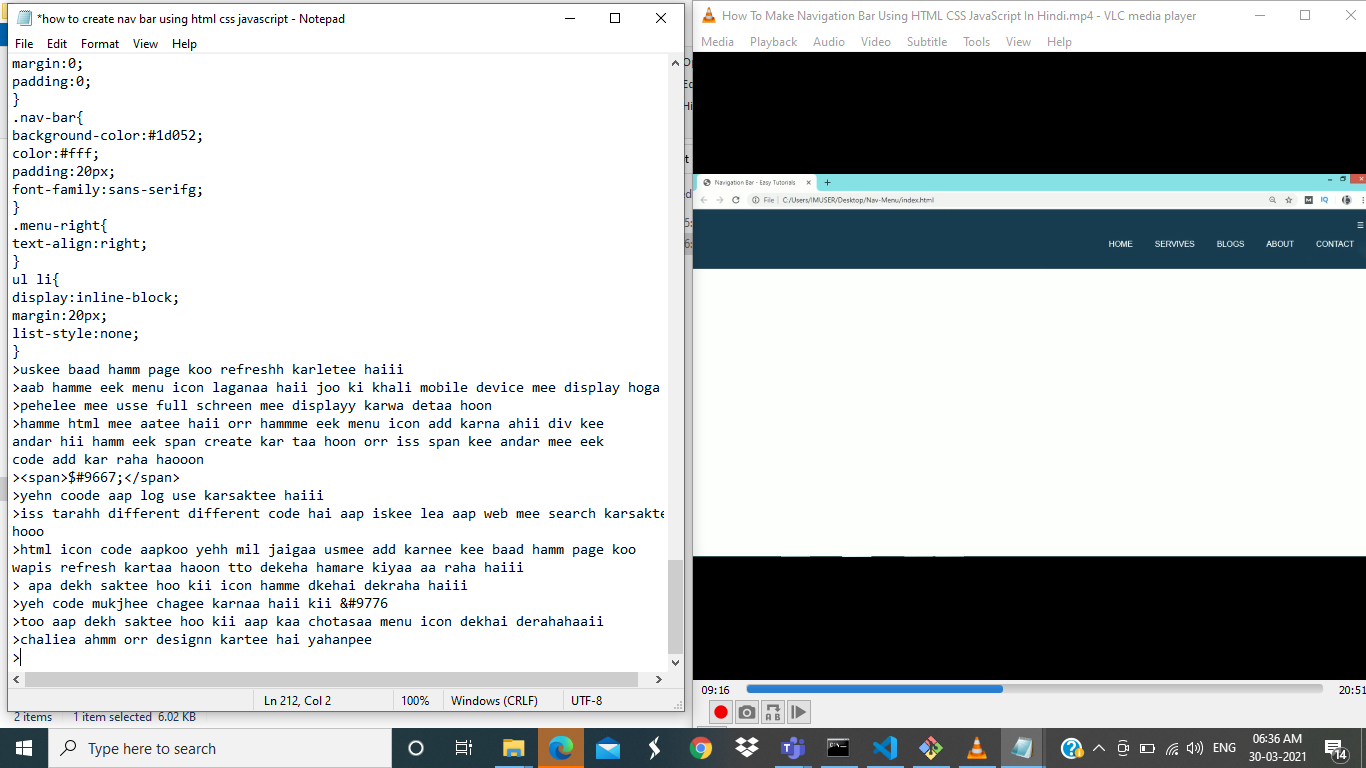 *how to create nav bar using html css javascript - Notepad
File Edit Format View Help
margin:0;
padding:0;
}
.nav-bar{
background-color:#1d052;
color:#fff;
padding:20px;
font-family:sans-serifg;
}
.menu-right{
text-align:right;
}
ul li{
display:inline-block;
margin:20px;
list-style:none;
}
>uskee baad hamm page koo refreshh karletee haiii
>aab hamme eek menu icon laganaa haii joo ki khali mobile device mee display hoga
>pehelee mee usse full schreen mee displayy karwa detaa hoon
>hamme html mee aatee haii orr hammme eek menu icon add karna ahii div kee
andar hii hamm eek span create kar taa hoon orr iss span kee andar mee eek
code add kar raha haooon
><span>$#9667;</span>
>yehn coode aap log use karsaktee haiii
>iss tarahh different different code hai aap iskee lea aap web mee search karsakte
hooo
>html icon code aapkoo yehh mil jaigaa usmee add karnee kee baad hamm page koo
wapis refresh kartaa haoon tto dekeha hamare kiyaa aa raha haiii
> apa dekh saktee hoo kii icon hamme dkehai dekraha haiii
>yeh code mukjhee chagee karnaa haii kii &#9776
>too aap dekh saktee hoo kii aap kaa chotasaa menu icon dekhai derahahaaii
>chaliea ahmm orr designn kartee hai yahanpee
>
Ln 212, Col 2 100% Windows (CRLF) UTF-8
2 items 1 item selected 6.02 KB
How To Make Navigation Bar Using HTML CSS JavaScript In Hindi.mp4 - VLC media player
Media Playback Audio Video Subtitle Tools View Help
Navigation Bar - Easy Tutorials
File C:/Users/IMUSER/Desktop/Nav-Menu/index.html
HOME SERVIVES BLOGS ABOUT CONTACT
09:16 20:51
Type here to search
ENG
06:36 AM
30-03-2021
14